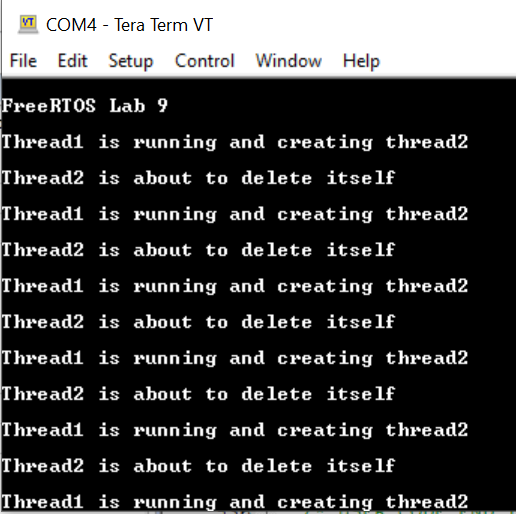 VT
COM4 - Tera Term VT
File Edit Setup Control Window Help
FreeRTOS Lab 9
Thread1 is running and creating thread2
Thread2 is about to delete itself
Thread1 is running and creating thread2
Thread2 is about to delete itself
Thread1 is running and creating thread2
Thread2 is about to delete itself
Thread1 is running and creating thread2
Thread2 is about to delete itself
Thread1 is running and creating thread2
Thread2 is about to delete itself
Thread1 is running and creating thread2